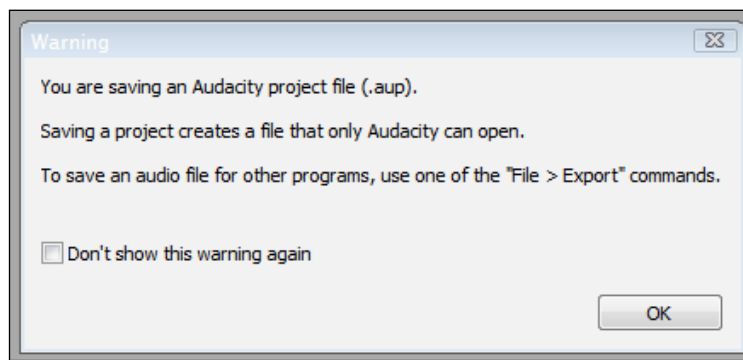 Warning
You are saving an Audacity project file (.aup).
Saving a project creates a file that only Audacity can open.
To save an audio file for other programs, use one of the "File > Export" commands.
Don't show this warning again
OK